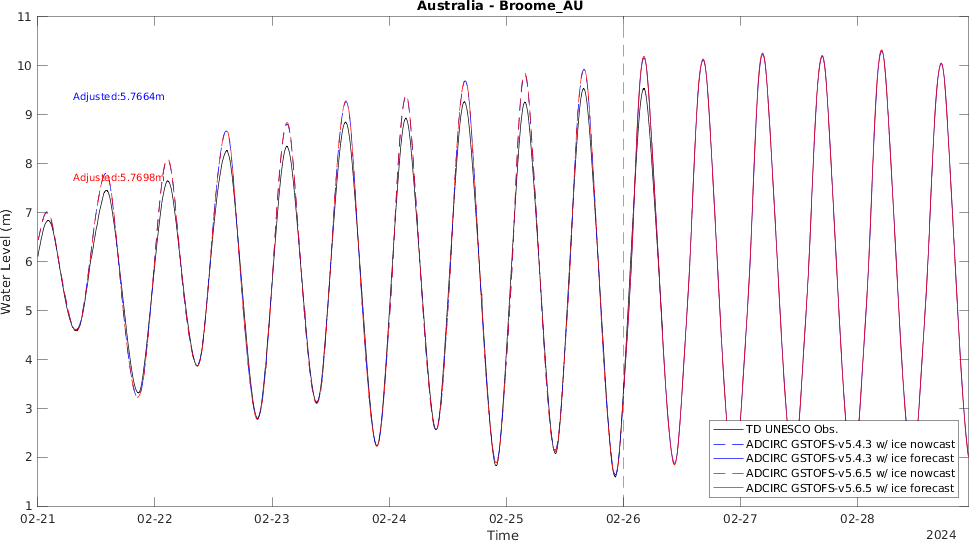 Australia - Broome_AU
11
10
9
8
7
6
5
4
3
2
1
Water Level (m)
Adjusted:5.7664m
Adjusted:5.7698m
TD UNESCO Obs.
ADCIRC GSTOFS-v5.4.3 w/ ice nowcast
ADCIRC GSTOFS-v5.4.3 w/ ice forecast
ADCIRC GSTOFS-v5.6.5 w/ ice nowcast
ADCIRC GSTOFS-v5.6.5 w/ ice forecast
02-21 02-22 02-23 02-24 02-25 02-26 02-27 02-28
Time
2024